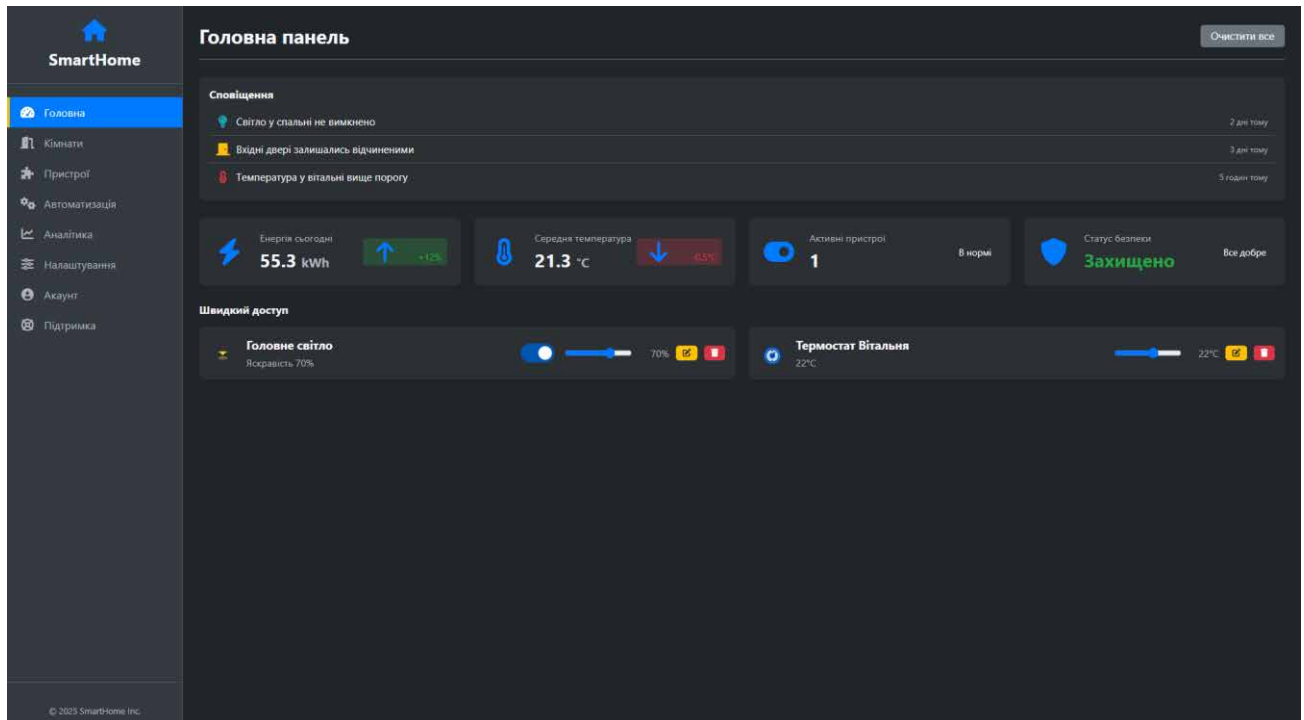 SmartHome
Головна
Кімнати
Пристрої
Автоматизація
Аналітика
Налаштування
Акаунт
Підтримка
© 2025 SmartHome Inc.
Головна панель
Очистити все
Сповіщення
Світло у спальні не вимкнено
2 дні тому
Вхідні двері залишались відчиненими
3 дні тому
Температура у вітальні вище порогу
5 годин тому
Енергія сьогодні
55.3 kWh
+12%
Середня температура
21.3 °C
-0.5°C
Активні пристрої
1
В нормі
Статус безпеки
Захищено
Все добре
Швидкий доступ
Головне світло
Яскравість 70%
70%
Термостат Вітальня
22°C
22°C